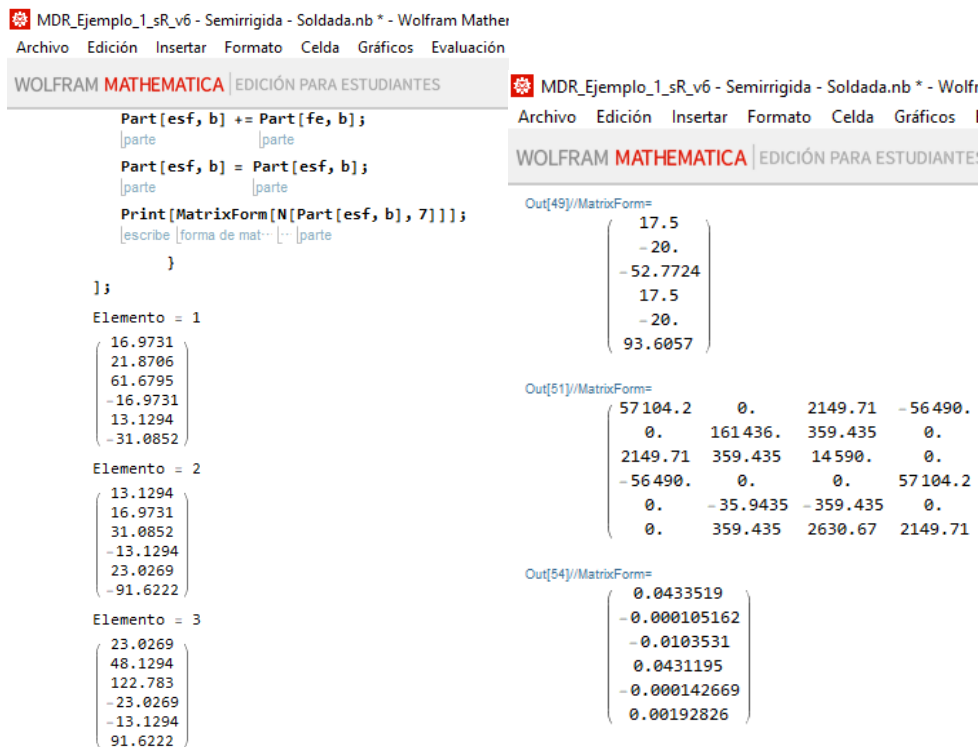 MDR_Ejemplo_1_sR_v6 - Semirrigida - Soldada.nb * - Wolfram Mather
Archivo Edición Insertar Formato Celda Gráficos Evaluación
WOLFRAM MATHEMATICA | EDICIÓN PARA ESTUDIANTES
Part[esf, b] += Part[fe, b];
parte parte
Part[esf, b] = Part[esf, b];
parte parte
Print[MatrixForm[N[Part[esf, b], 7]]];
escribe forma de mat··· ··· parte
}
];
Elemento = 1
16.9731
21.8706
61.6795
-16.9731
13.1294
-31.0852
Elemento = 2
13.1294
16.9731
31.0852
-13.1294
23.0269
-91.6222
Elemento = 3
23.0269
48.1294
122.783
-23.0269
-13.1294
91.6222
MDR_Ejemplo_1_sR_v6 - Semirrigida - Soldada.nb * - Wolfr
Archivo Edición Insertar Formato Celda Gráficos
WOLFRAM MATHEMATICA | EDICIÓN PARA ESTUDIANTES
Out[49]//MatrixForm=
17.5
-20.
-52.7724
17.5
-20.
93.6057
Out[51]//MatrixForm=
57104.2 0. 2149.71 -56490.
0. 161436. 359.435 0.
2149.71 359.435 14590. 0.
-56490. 0. 0. 57104.2
0. -35.9435 -359.435 0.
0. 359.435 2630.67 2149.71
Out[54]//MatrixForm=
0.0433519
-0.000105162
-0.0103531
0.0431195
-0.000142669
0.00192826